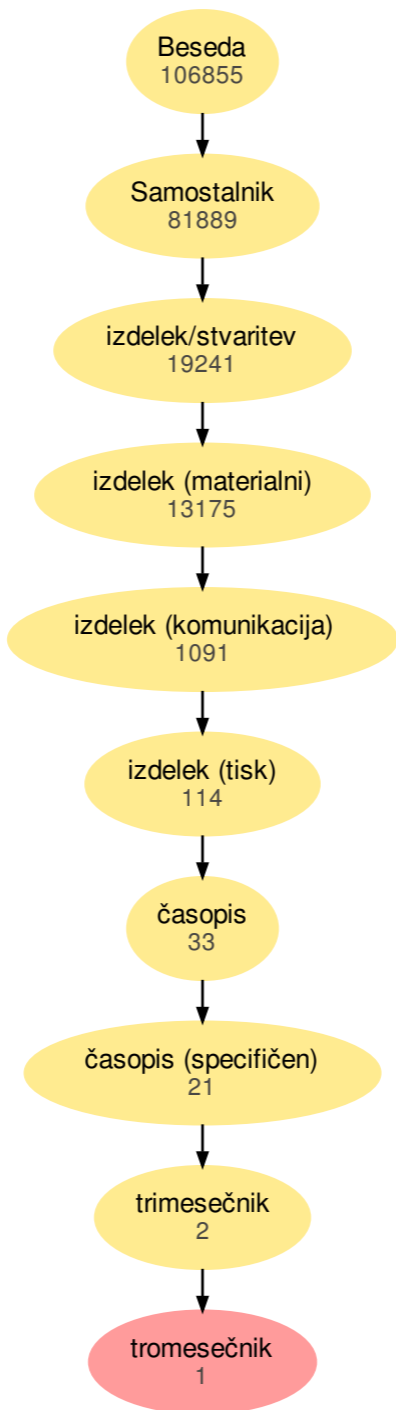 Beseda
106855
Samostalnik
81889
izdelek/stvaritev
19241
izdelek (materialni)
13175
izdelek (komunikacija)
1091
izdelek (tisk)
114
časopis
33
časopis (specifičen)
21
trimesečnik
2
tromesečnik
1